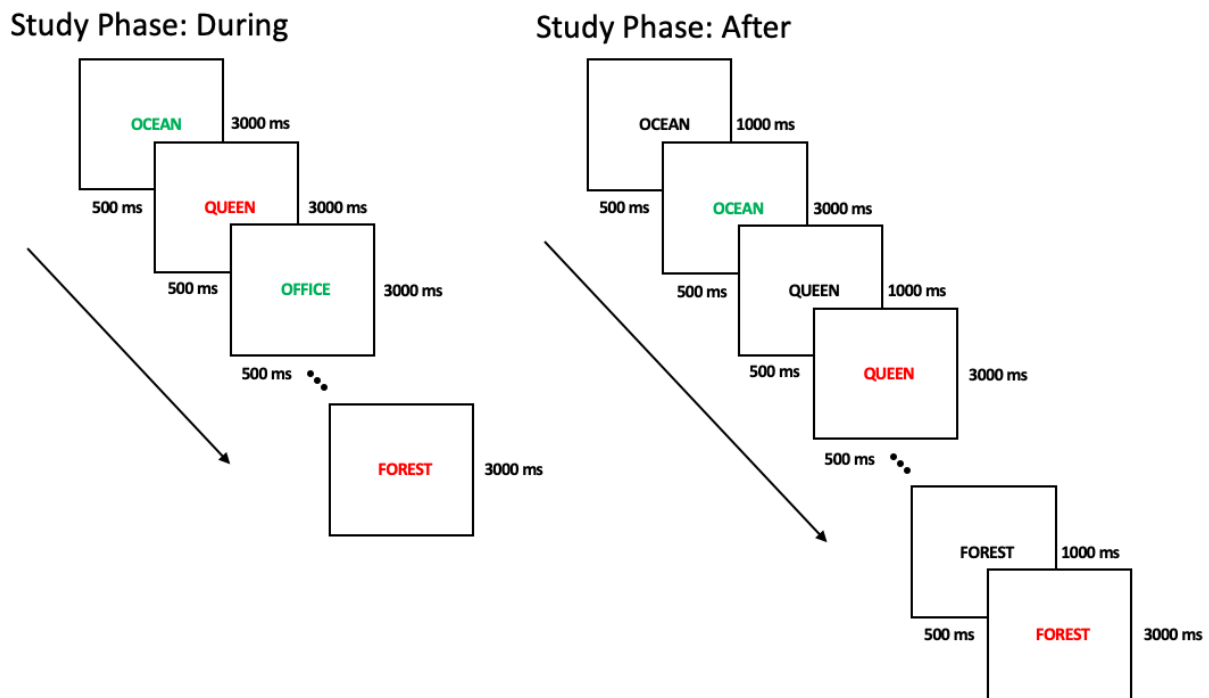 Study Phase: During
OCEAN
3000 ms
500 ms
QUEEN
3000 ms
500 ms
OFFICE
3000 ms
500 ms
FOREST
3000 ms
Study Phase: After
OCEAN
1000 ms
500 ms
OCEAN
3000 ms
500 ms
QUEEN
1000 ms
500 ms
QUEEN
3000 ms
500 ms
FOREST
1000 ms
500 ms
FOREST
3000 ms